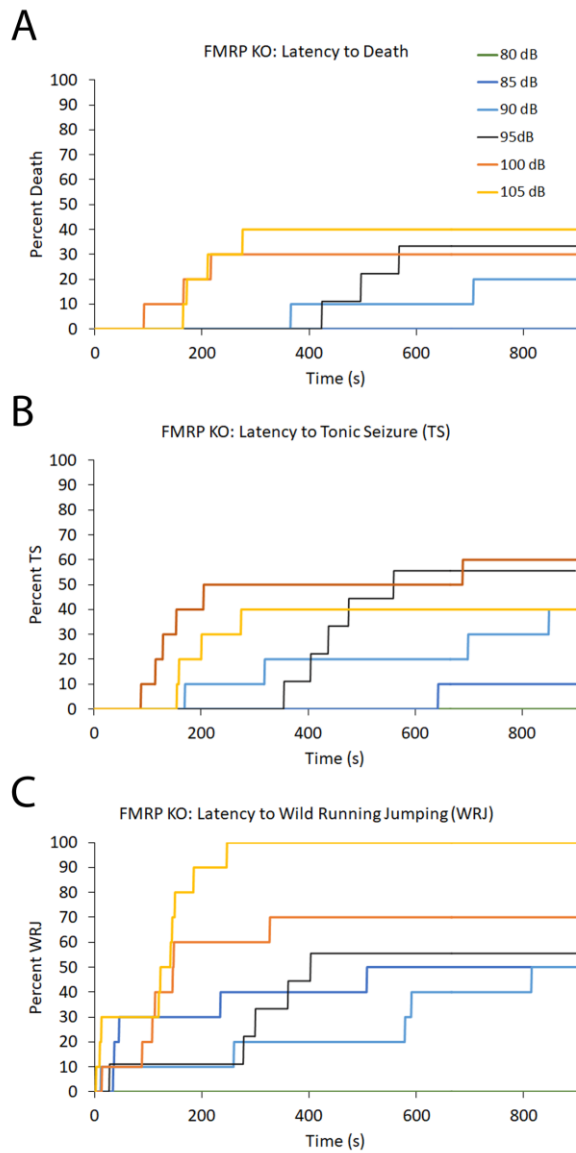 A
FMRP KO: Latency to Death
80 dB
85 dB
90 dB
95dB
100 dB
105 dB
100
90
80
70
60
50
40
30
20
10
0
Percent Death
0 200 400 600 800
Time (s)
B
FMRP KO: Latency to Tonic Seizure (TS)
100
90
80
70
60
50
40
30
20
10
0
Percent TS
0 200 400 600 800
Time (s)
C
FMRP KO: Latency to Wild Running Jumping (WRJ)
100
90
80
70
60
50
40
30
20
10
0
Percent WRJ
0 200 400 600 800
Time (s)